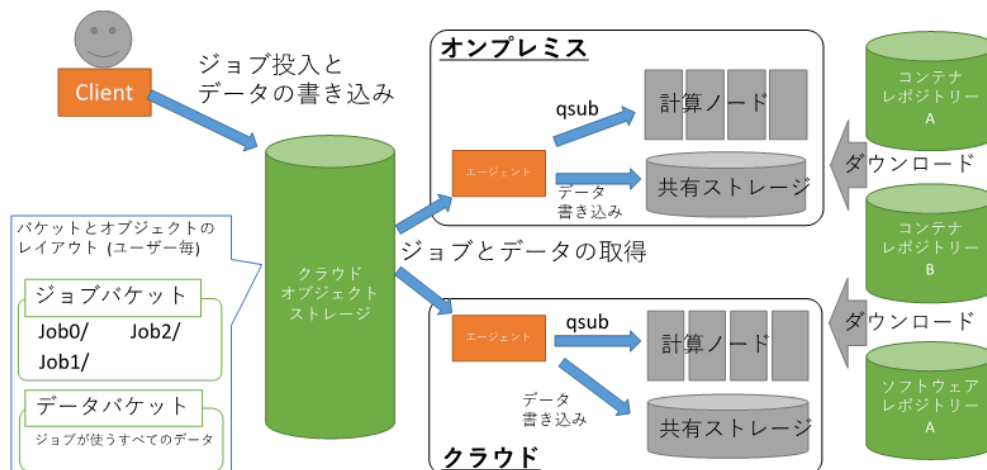 Client
ジョブ投入と
データの書き込み
バケットとオブジェクトの
レイアウト (ユーザー毎)
ジョブバケット
Job0/
Job2/
Job1/
データバケット
ジョブが使うすべてのデータ
クラウド
オブジェクト
ストレージ
ジョブとデータの取得
オンプレミス
エージェント
qsub
計算ノード
データ
書き込み
共有ストレージ
エージェント
qsub
計算ノード
データ
書き込み
共有ストレージ
クラウド
コンテナ
レポジトリー
A
ダウンロード
コンテナ
レポジトリー
B
ダウンロード
ソフトウェア
レポジトリー
A